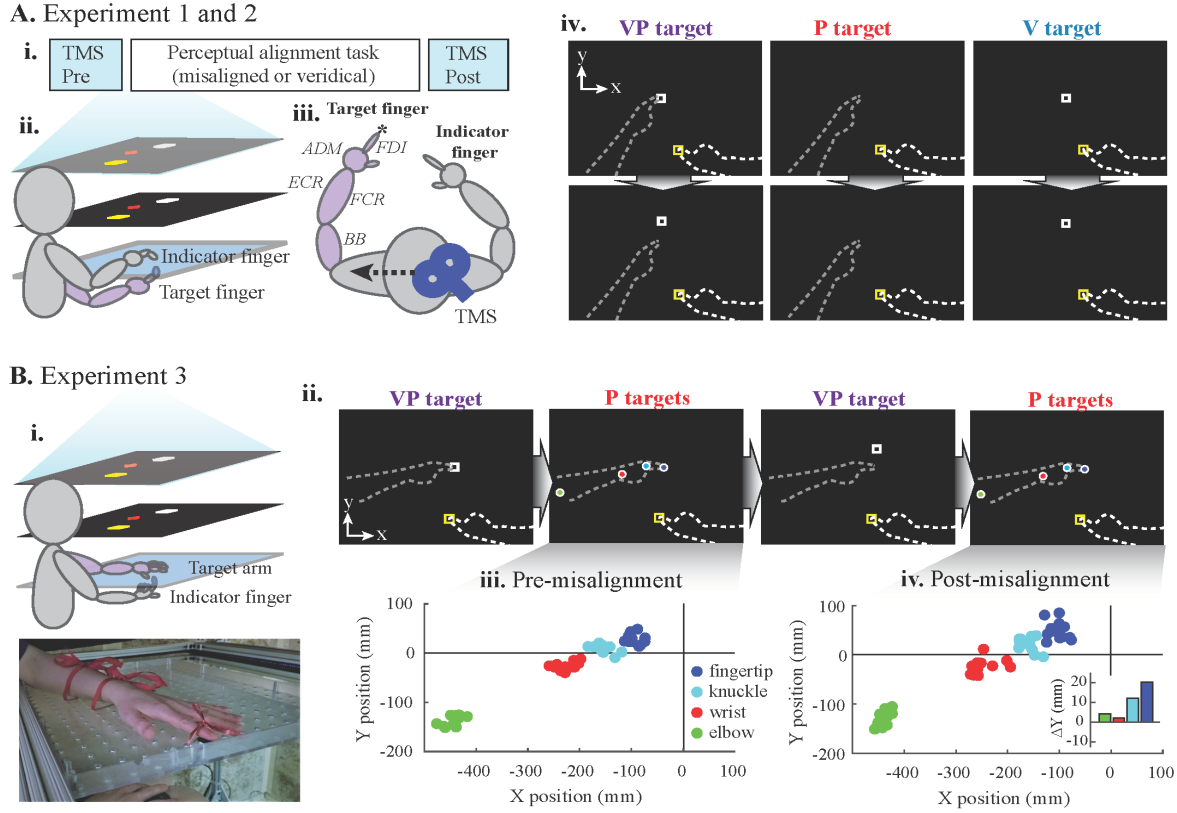 A. Experiment 1 and 2
i.
TMS
Pre
Perceptual alignment task
(misaligned or veridical)
TMS
Post
ii.
Indicator finger
Target finger
iii.
Target finger
*
Indicator
finger
ADM
FDI
ECR
FCR
BB
TMS
iv.
VP target
P target
V target
y
x
B. Experiment 3
i.
Target arm
Indicator finger
ii.
VP target
P targets
VP target
P targets
y
x
iii. Pre-misalignment
Y position (mm)
100
0
-100
-200
-400
-300
-200
-100
0
100
X position (mm)
fingertip
knuckle
wrist
elbow
iv. Post-misalignment
Y position (mm)
100
0
-100
-200
-400
-300
-200
-100
0
100
X position (mm)
ΔY (mm)
20
10
0
-10